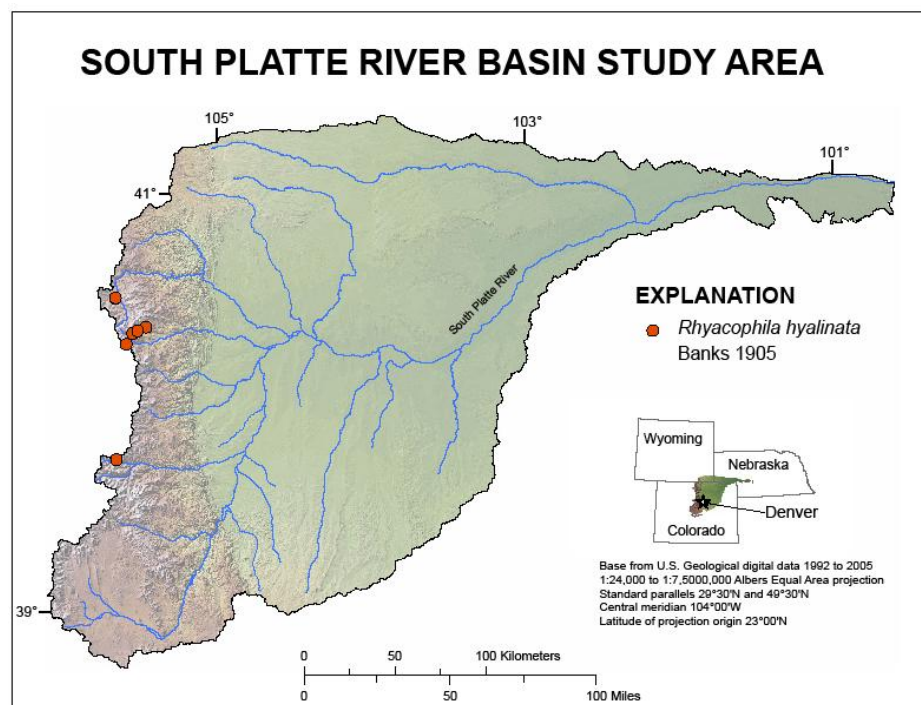 SOUTH PLATTE RIVER BASIN STUDY AREA
105°
103°
101°
41°
South Platte River
EXPLANATION
Rhyacophila hyalinata
Banks 1905
Wyoming
Nebraska
Denver
Colorado
Base from U.S. Geological digital data 1992 to 2005
1:24,000 to 1:7,5000,000 Albers Equal Area projection
Standard parallels 29°30'N and 49°30'N
Central meridian 104°00'W
Latitude of projection origin 23°00'N
39°
0 50 100 Kilometers
0 50 100 Miles